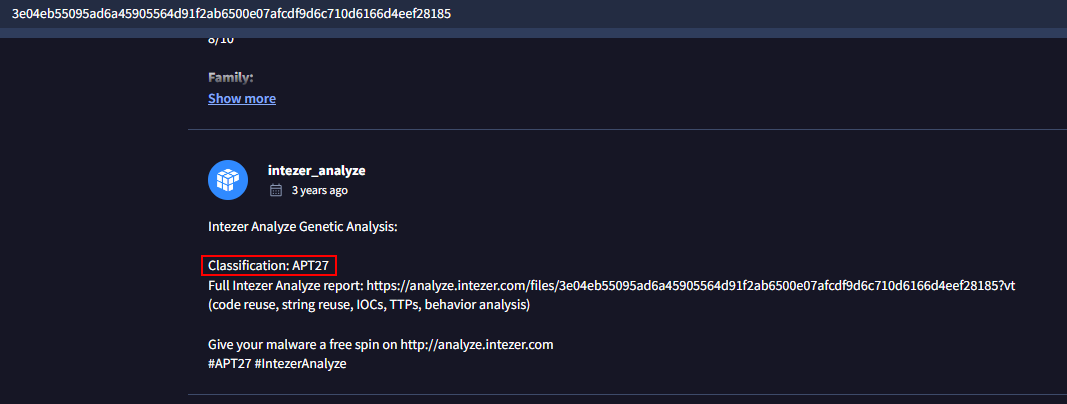 3e04eb55095ad6a45905564d91f2ab6500e07afcdf9d6c710d6166d4eef28185
8/10
Family:
Show more
intezer_analyze
3 years ago
Intezer Analyze Genetic Analysis:
Classification: APT27
Full Intezer Analyze report: https://analyze.intezer.com/files/3e04eb55095ad6a45905564d91f2ab6500e07afcdf9d6c710d6166d4eef28185?vt
(code reuse, string reuse, IOCs, TTPs, behavior analysis)
Give your malware a free spin on http://analyze.intezer.com
#APT27 #IntezerAnalyze